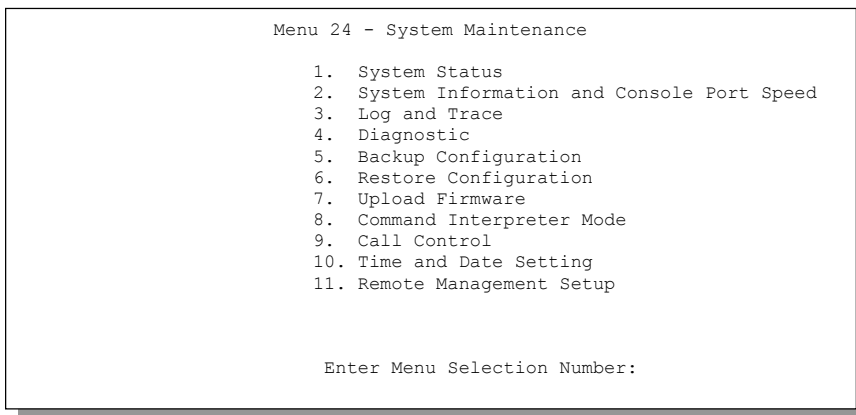 Menu 24 - System Maintenance
1. System Status
2. System Information and Console Port Speed
3. Log and Trace
4. Diagnostic
5. Backup Configuration
6. Restore Configuration
7. Upload Firmware
8. Command Interpreter Mode
9. Call Control
10. Time and Date Setting
11. Remote Management Setup
Enter Menu Selection Number: